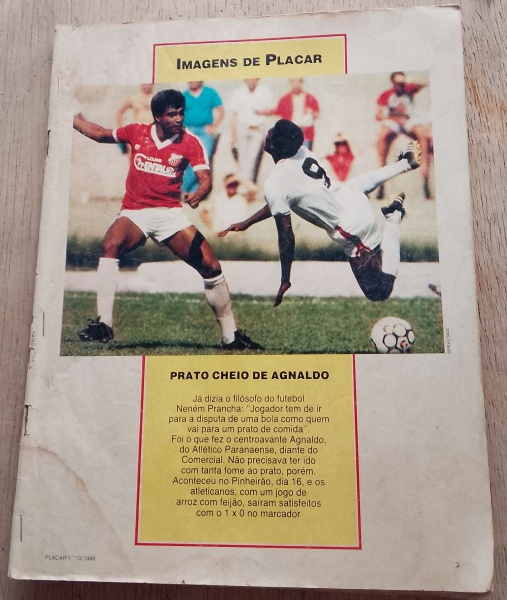 IMAGENS DE PLACAR
9
PRATO CHEIO DE AGNALDO
Já dizia o filósofo do futebol
Neném Prancha: "Jogador tem de ir
para a disputa de uma bola como quem
vai para um prato de comida".
Foi o que fez o centroavante Agnaldo,
do Atlético Paranaense, diante do
Comercial. Não precisava ter ido
com tanta fome ao prato, porém.
Aconteceu no Pinheirão, dia 16, e os
atleticanos, com um jogo de
arroz com feijão, saíram satisfeitos
com o 1 x 0 no marcador
PLACAR 1.º
3